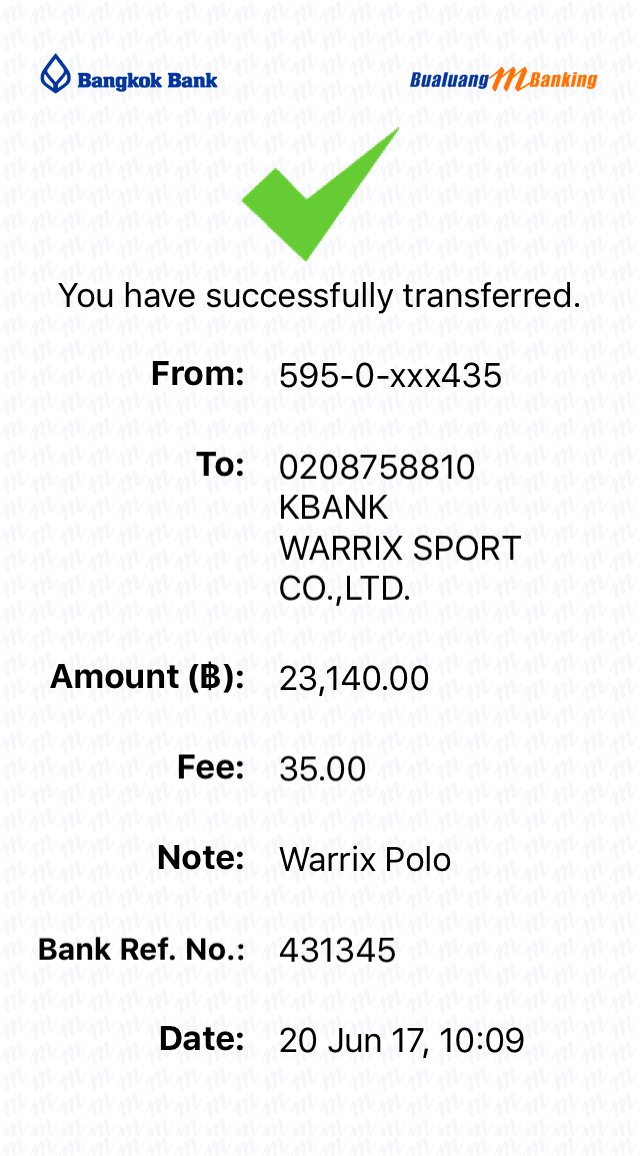 Bangkok Bank
Bualuang mBanking
You have successfully transferred.
From: 595-0-xxx435
To: 0208758810
KBANK
WARRIX SPORT
CO.,LTD.
Amount (฿): 23,140.00
Fee: 35.00
Note: Warrix Polo
Bank Ref. No.: 431345
Date: 20 Jun 17, 10:09